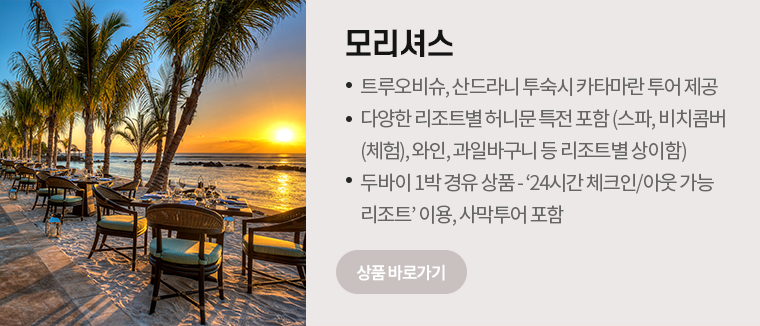 모리셔스
• 트루오비슈, 산드라니 투숙시 카타마란 투어 제공
• 다양한 리조트별 허니문 특전 포함 (스파, 비치콤버
(체험), 와인, 과일바구니 등 리조트별 상이함)
• 두바이 1박 경유 상품 - ‘24시간 체크인/아웃 가능
리조트’ 이용, 사막투어 포함
상품 바로가기